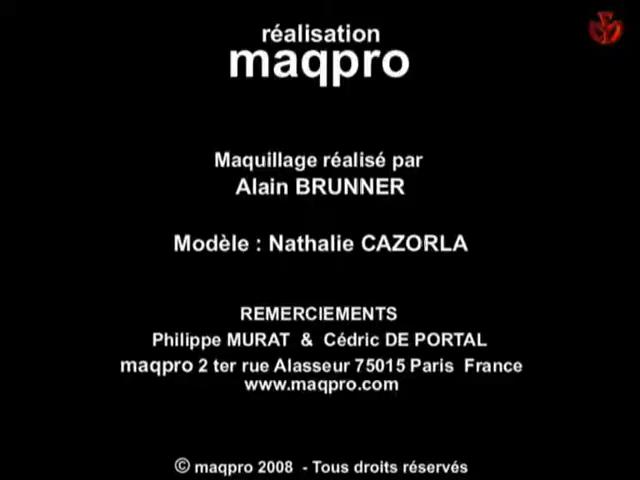 réalisation
maqpro
Maquillage réalisé par
Alain BRUNNER
Modèle : Nathalie CAZORLA
REMERCIEMENTS
Philippe MURAT & Cédric DE PORTAL
maqpro 2 ter rue Alasseur 75015 Paris France
www.maqpro.com
© maqpro 2008 - Tous droits réservés